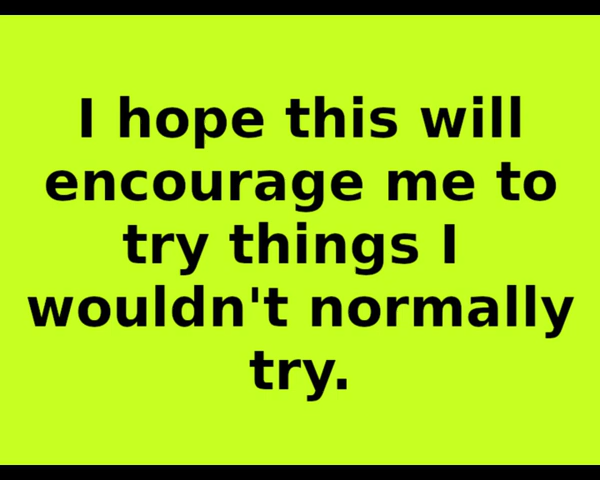 I hope this will
encourage me to
try things I
wouldn't normally
try.